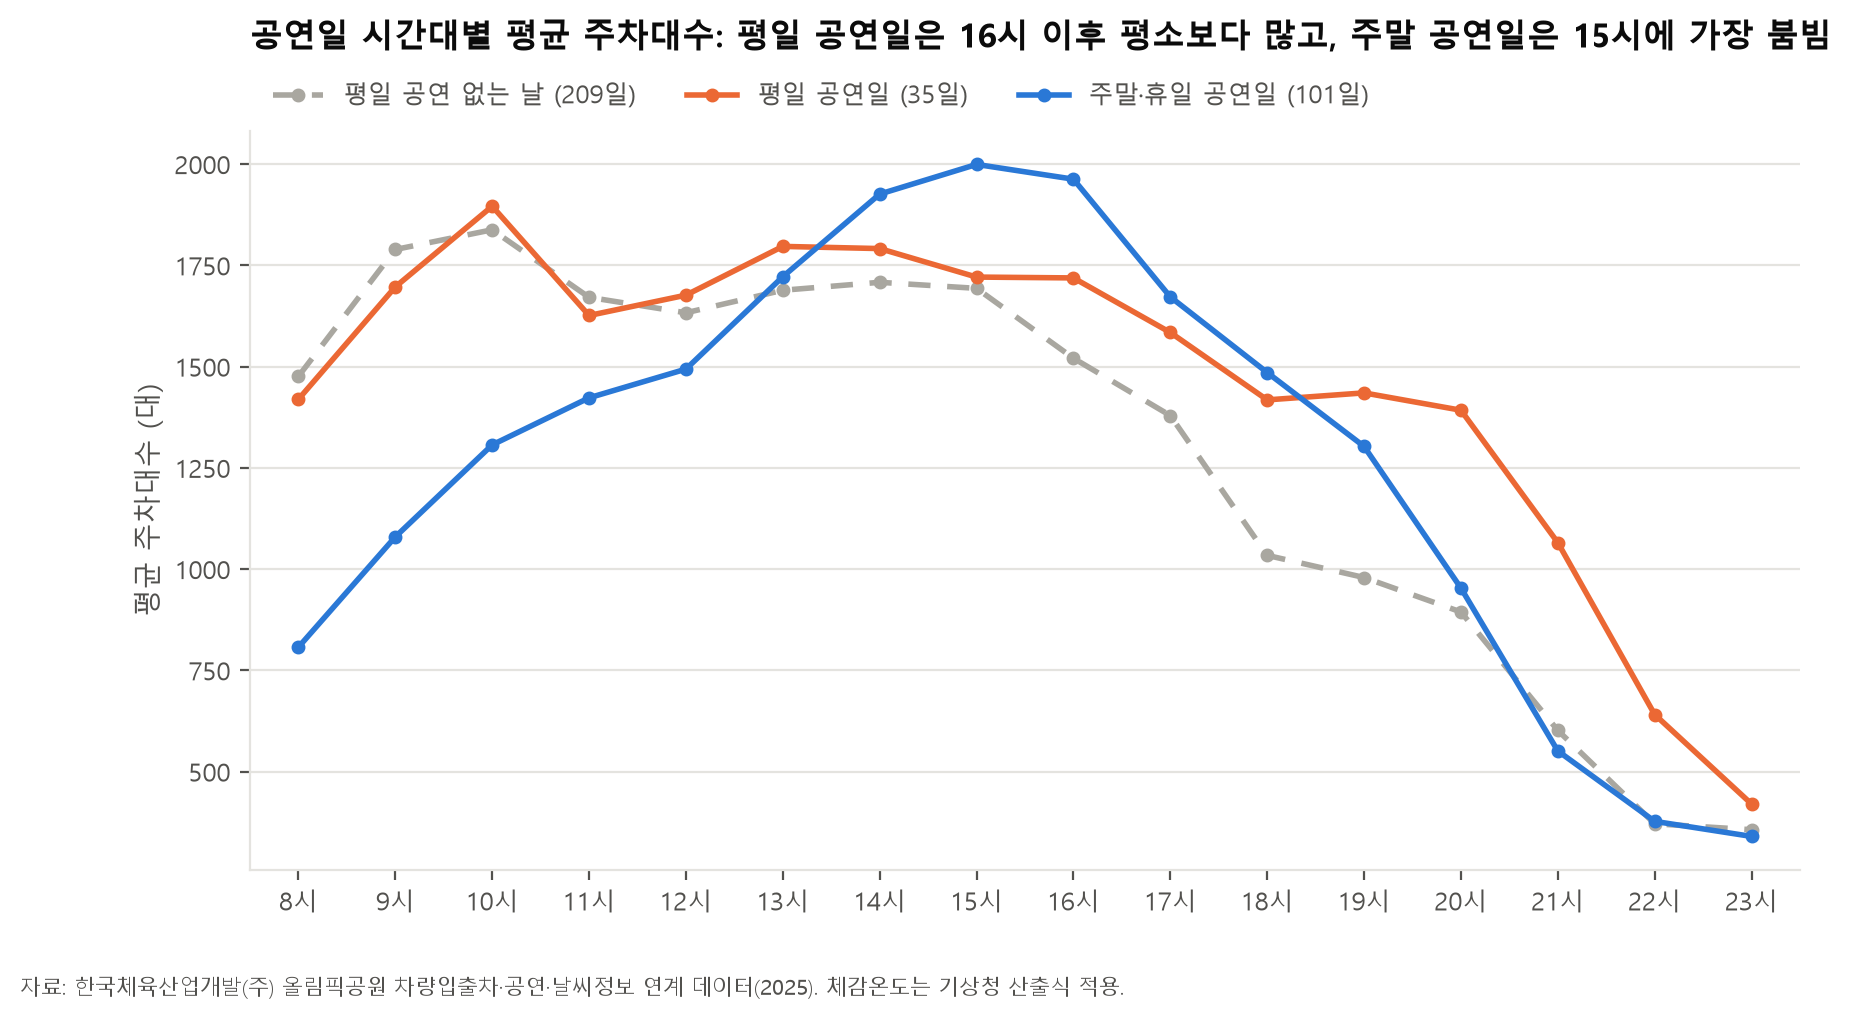 공연일 시간대별 평균 주차대수: 평일 공연일은 16시 이후 평소보다 많고, 주말 공연일은 15시에 가장 붐빔
평일 공연 없는 날 (209일)
평일 공연일 (35일)
주말·휴일 공연일 (101일)
평균 주차대수 (대)
2000
1750
1500
1250
1000
750
500
8시 9시 10시 11시 12시 13시 14시 15시 16시 17시 18시 19시 20시 21시 22시 23시
자료: 한국체육산업개발(주) 올림픽공원 차량입출차·공연·날씨정보 연계 데이터(2025). 체감온도는 기상청 산출식 적용.